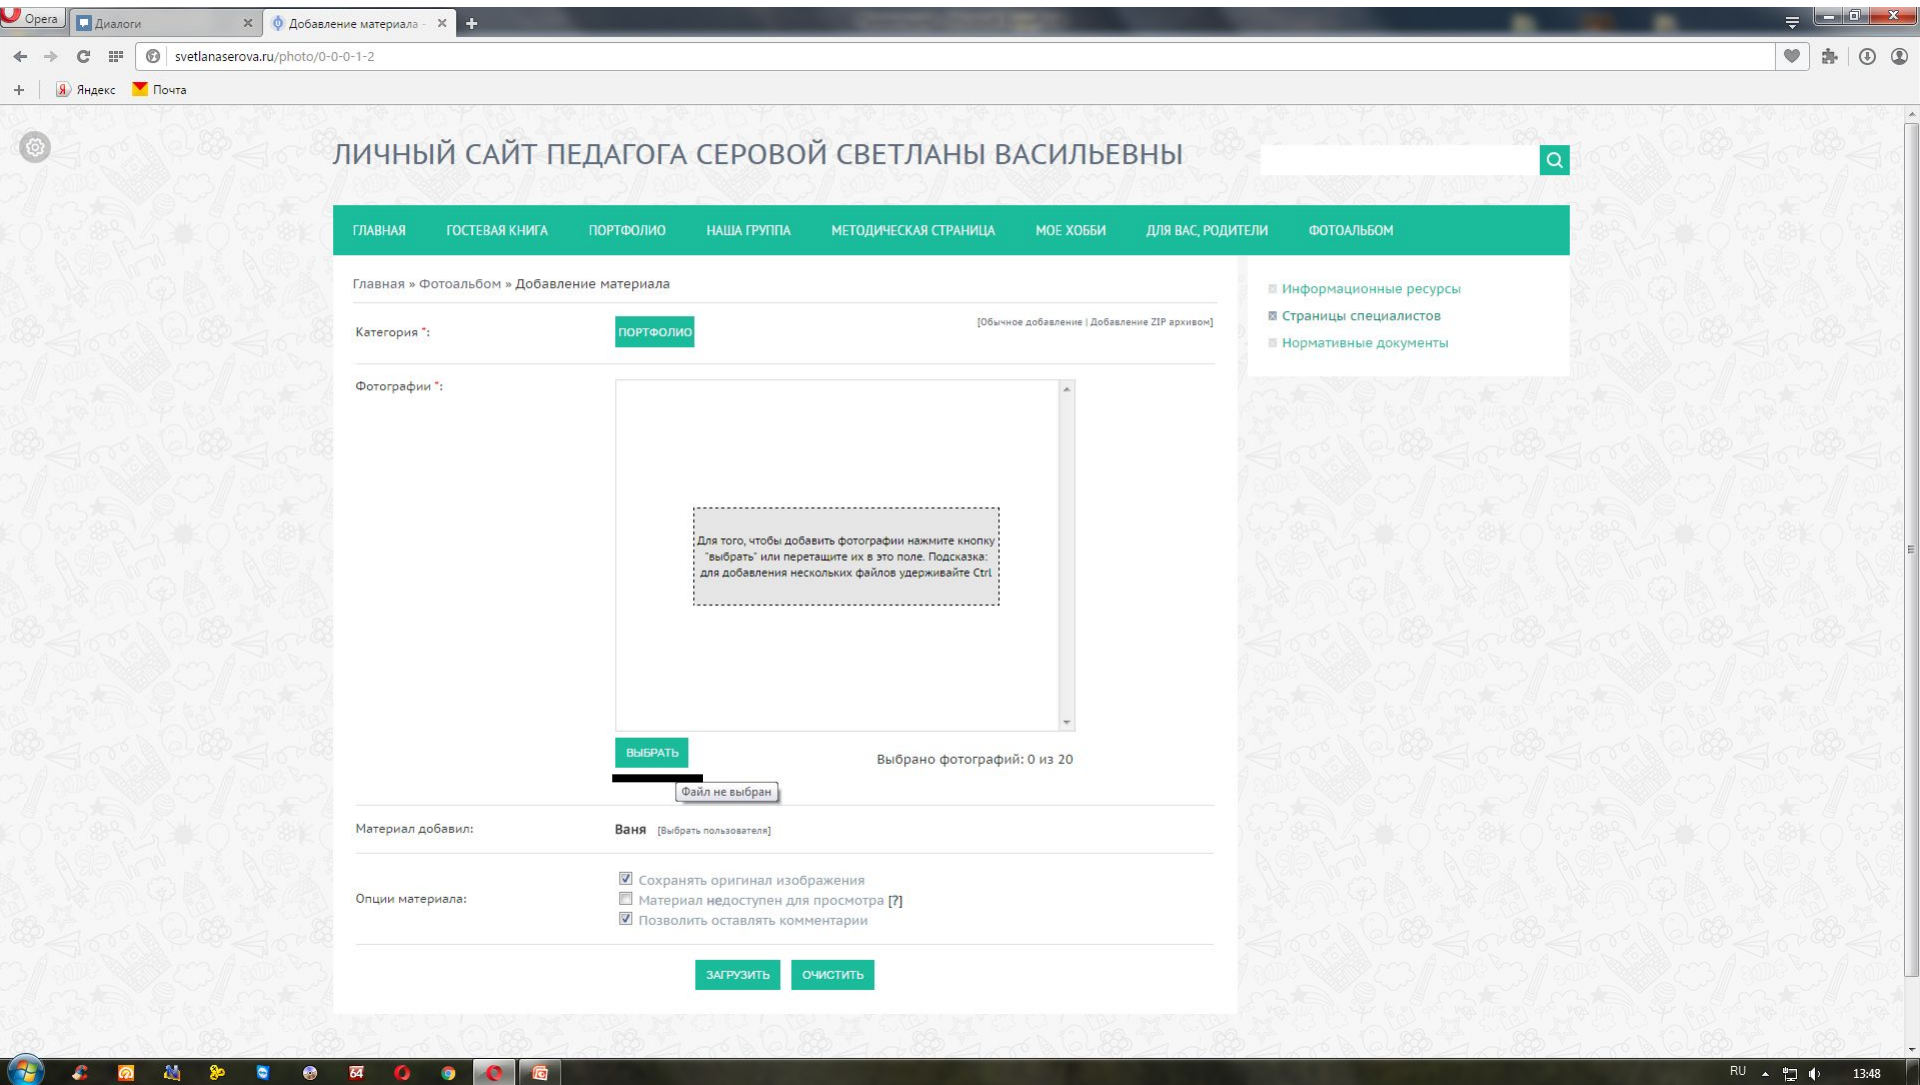 Opera
Диалоги
Добавление материала -
svetlanaserova.ru/photo/0-0-0-1-2
Яндекс
Почта
ЛИЧНЫЙ САЙТ ПЕДАГОГА СЕРОВОЙ СВЕТЛАНЫ ВАСИЛЬЕВНЫ
ГЛАВНАЯ ГОСТЕВАЯ КНИГА ПОРТФОЛИО НАША ГРУППА МЕТОДИЧЕСКАЯ СТРАНИЦА МОЕ ХОББИ ДЛЯ ВАС, РОДИТЕЛИ ФОТОАЛЬБОМ
Главная » Фотоальбом » Добавление материала
Информационные ресурсы
Страницы специалистов
Нормативные документы
Категория *:
ПОРТФОЛИО
[Обычное добавление | Добавление ZIP архивом]
Фотографии *:
Для того, чтобы добавить фотографии нажмите кнопку
"выбрать" или перетащите их в это поле. Подсказка:
для добавления нескольких файлов удерживайте Ctrl
ВЫБРАТЬ
Выбрано фотографий: 0 из 20
Файл не выбран
Материал добавил:
Ваня [Выбрать пользователя]
Опции материала:
Сохранять оригинал изображения
Материал недоступен для просмотра [?]
Позволить оставлять комментарии
ЗАГРУЗИТЬ ОЧИСТИТЬ
64
RU
13:48